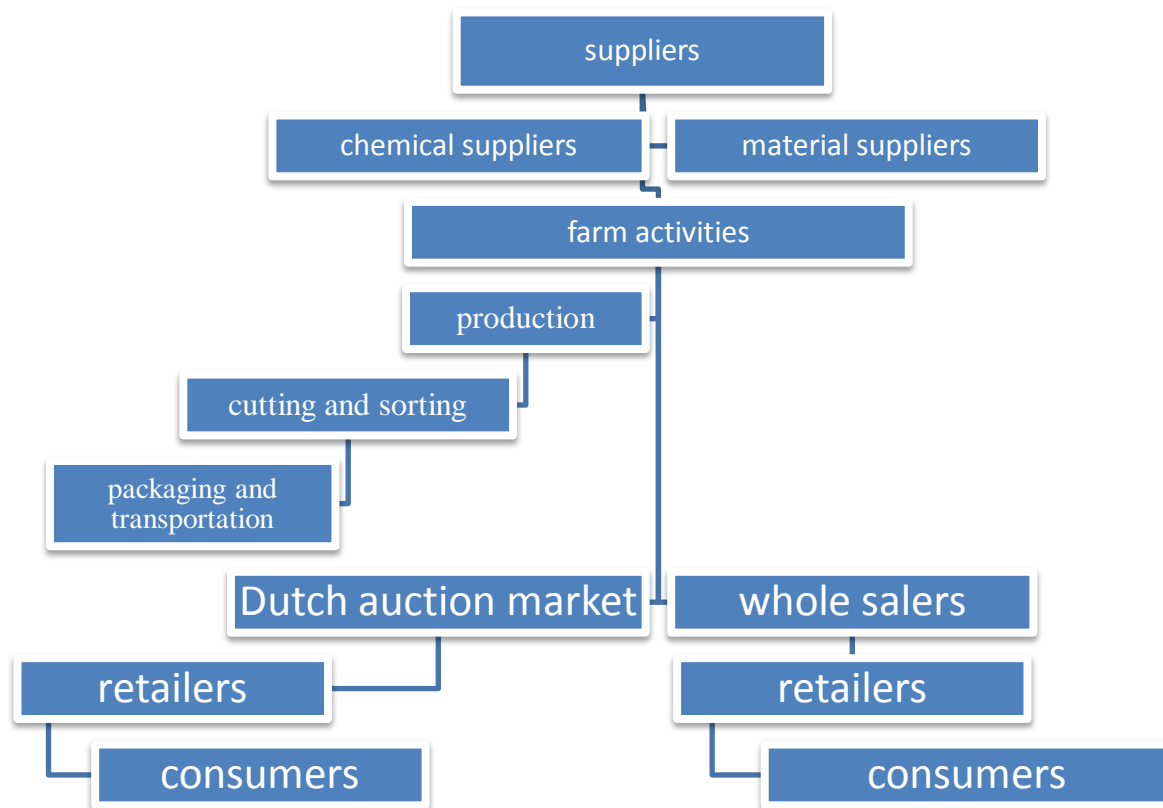 suppliers
chemical suppliers
material suppliers
farm activities
production
cutting and sorting
packaging and
transportation
Dutch auction market
whole salers
retailers
retailers
consumers
consumers